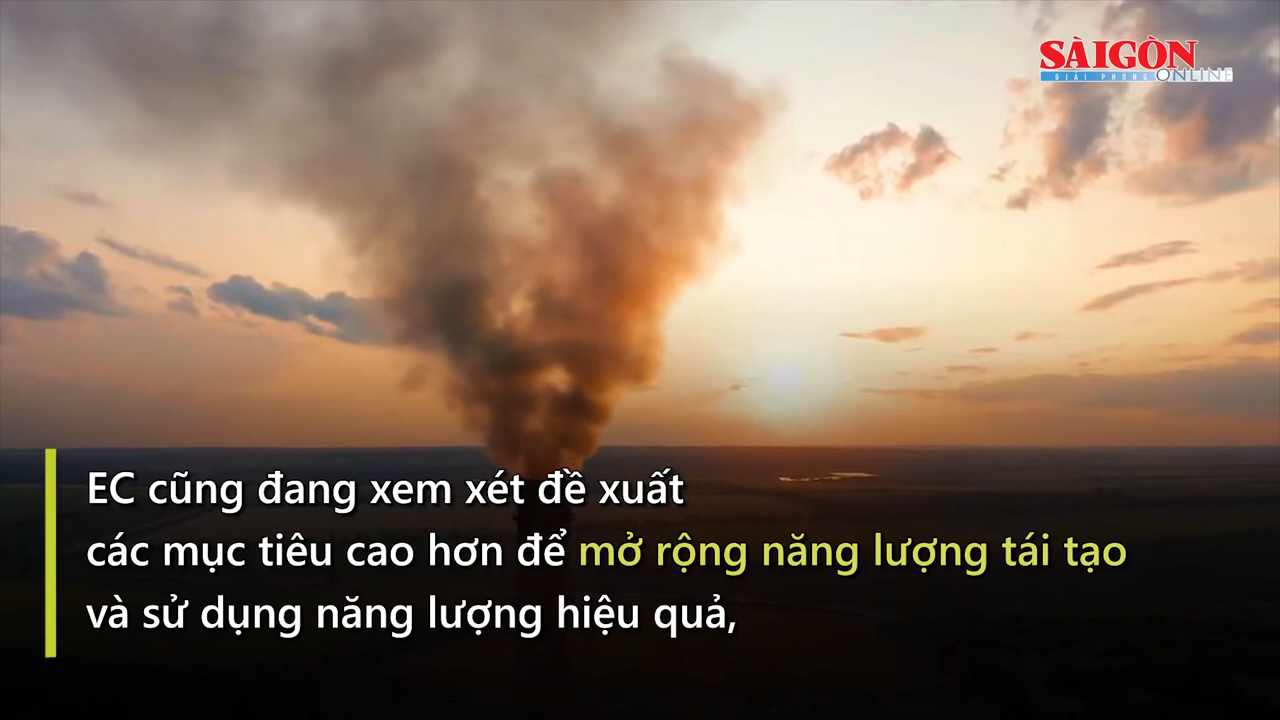 SÀIGÒN
GIẢI PHÓNG ONLINE
EC cũng đang xem xét đề xuất
các mục tiêu cao hơn để mở rộng năng lượng tái tạo
và sử dụng năng lượng hiệu quả,